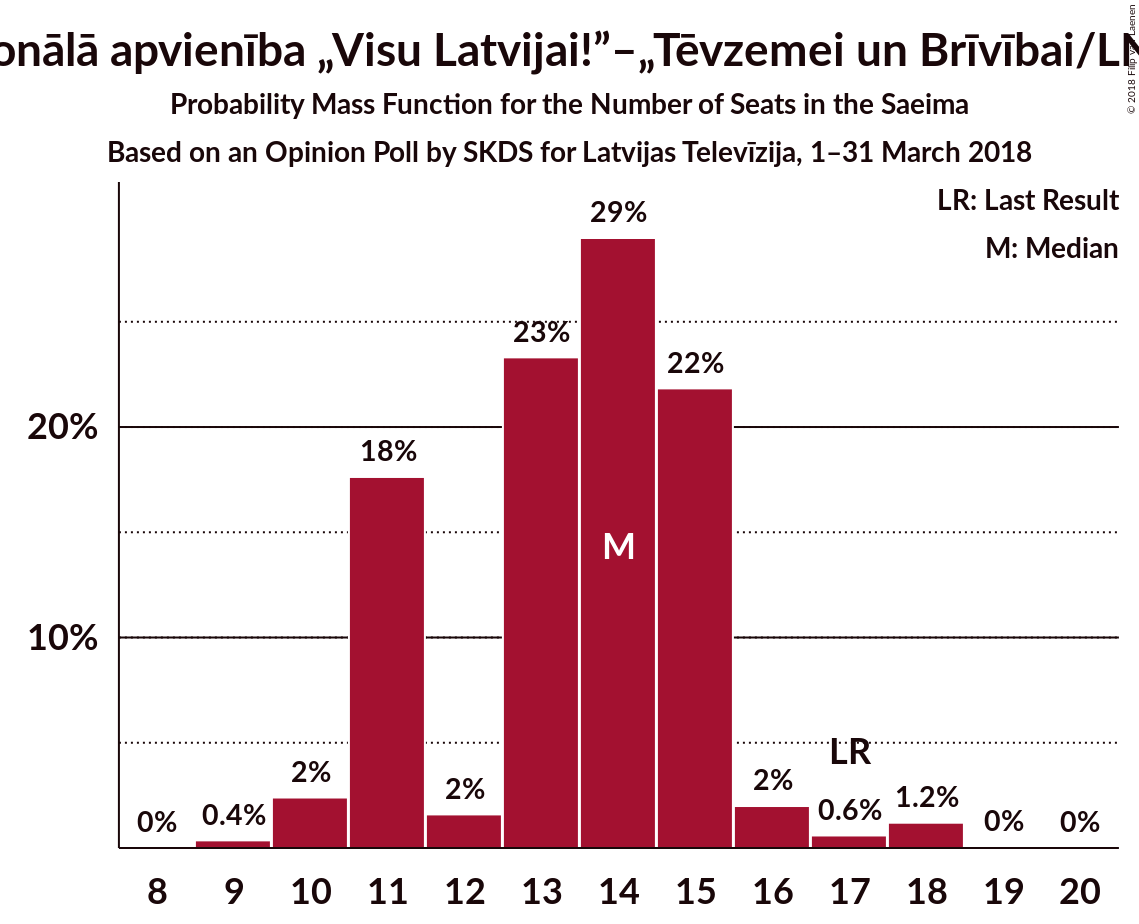 onālā apvienība „Visu Latvijai!”–„Tēvzemei un Brīvībai/LN
Probability Mass Function for the Number of Seats in the Saeima
Based on an Opinion Poll by SKDS for Latvijas Televīzija, 1–31 March 2018
© 2018 Filip van Laenen
LR: Last Result
M: Median
29%
23%
22%
20%
18%
M
10%
LR
2%
2%
2%
1.2%
0%
0.4%
0.6%
0%
0%
8 9 10 11 12 13 14 15 16 17 18 19 20